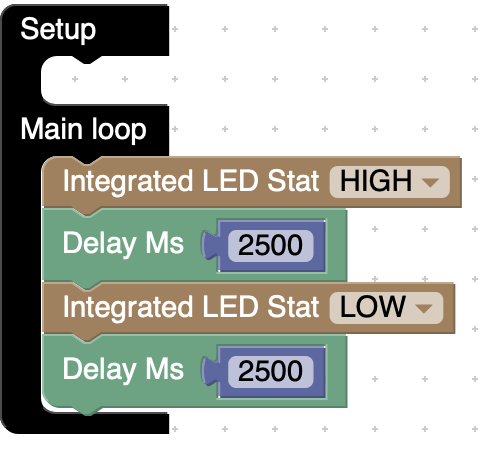 Setup
Main loop
Integrated LED Stat HIGH
Delay Ms 2500
Integrated LED Stat LOW
Delay Ms 2500